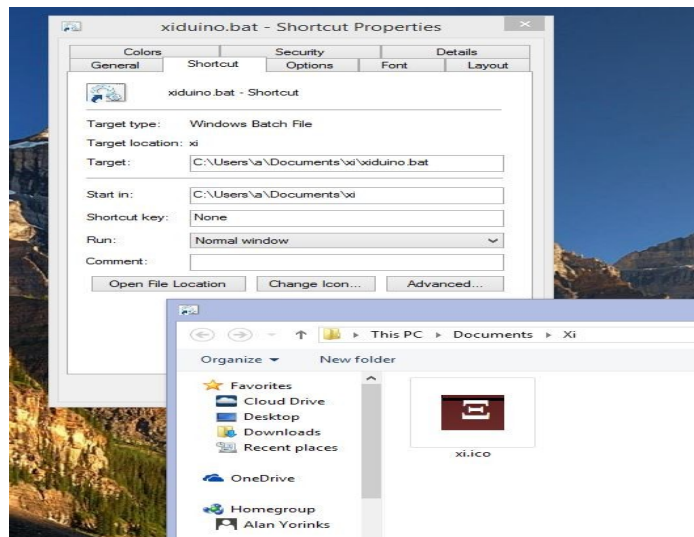 xiduino.bat - Shortcut Properties
Colors Security Details
General Shortcut Options Font Layout
xiduino.bat - Shortcut
Target type: Windows Batch File
Target location: xi
Target: C:\Users\a\Documents\xi\xiduino.bat
Start in: C:\Users\a\Documents\xi
Shortcut key: None
Run: Normal window
Comment:
Open File Location Change Icon... Advanced...
This PC Documents Xi
Organize New folder
Favorites
Cloud Drive
Desktop
Downloads
Recent places
xi.ico
OneDrive
Homegroup
Alan Yorinks